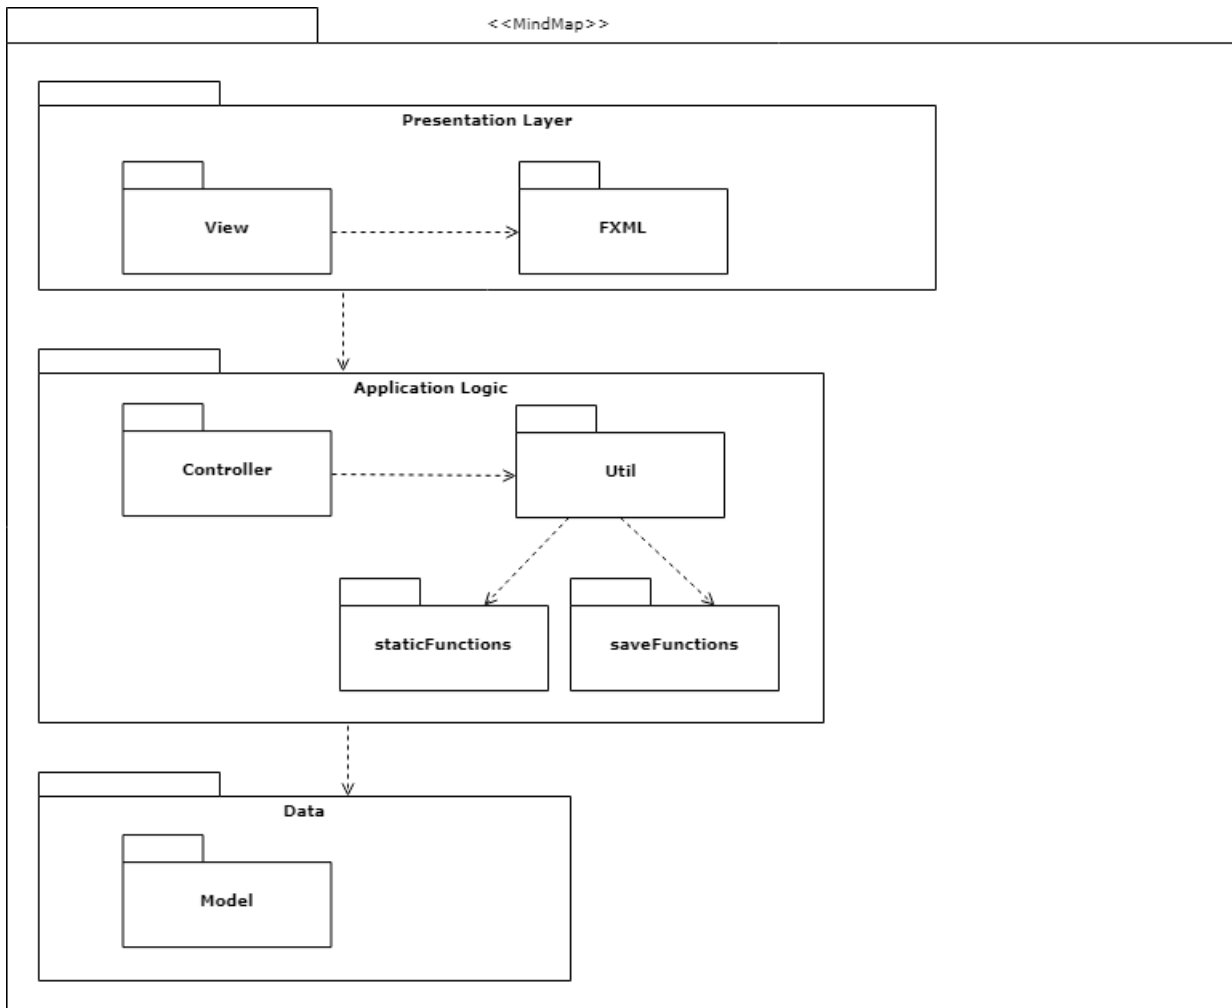 <<MindMap>>
Presentation Layer
View
FXML
Application Logic
Controller
Util
staticFunctions
saveFunctions
Data
Model